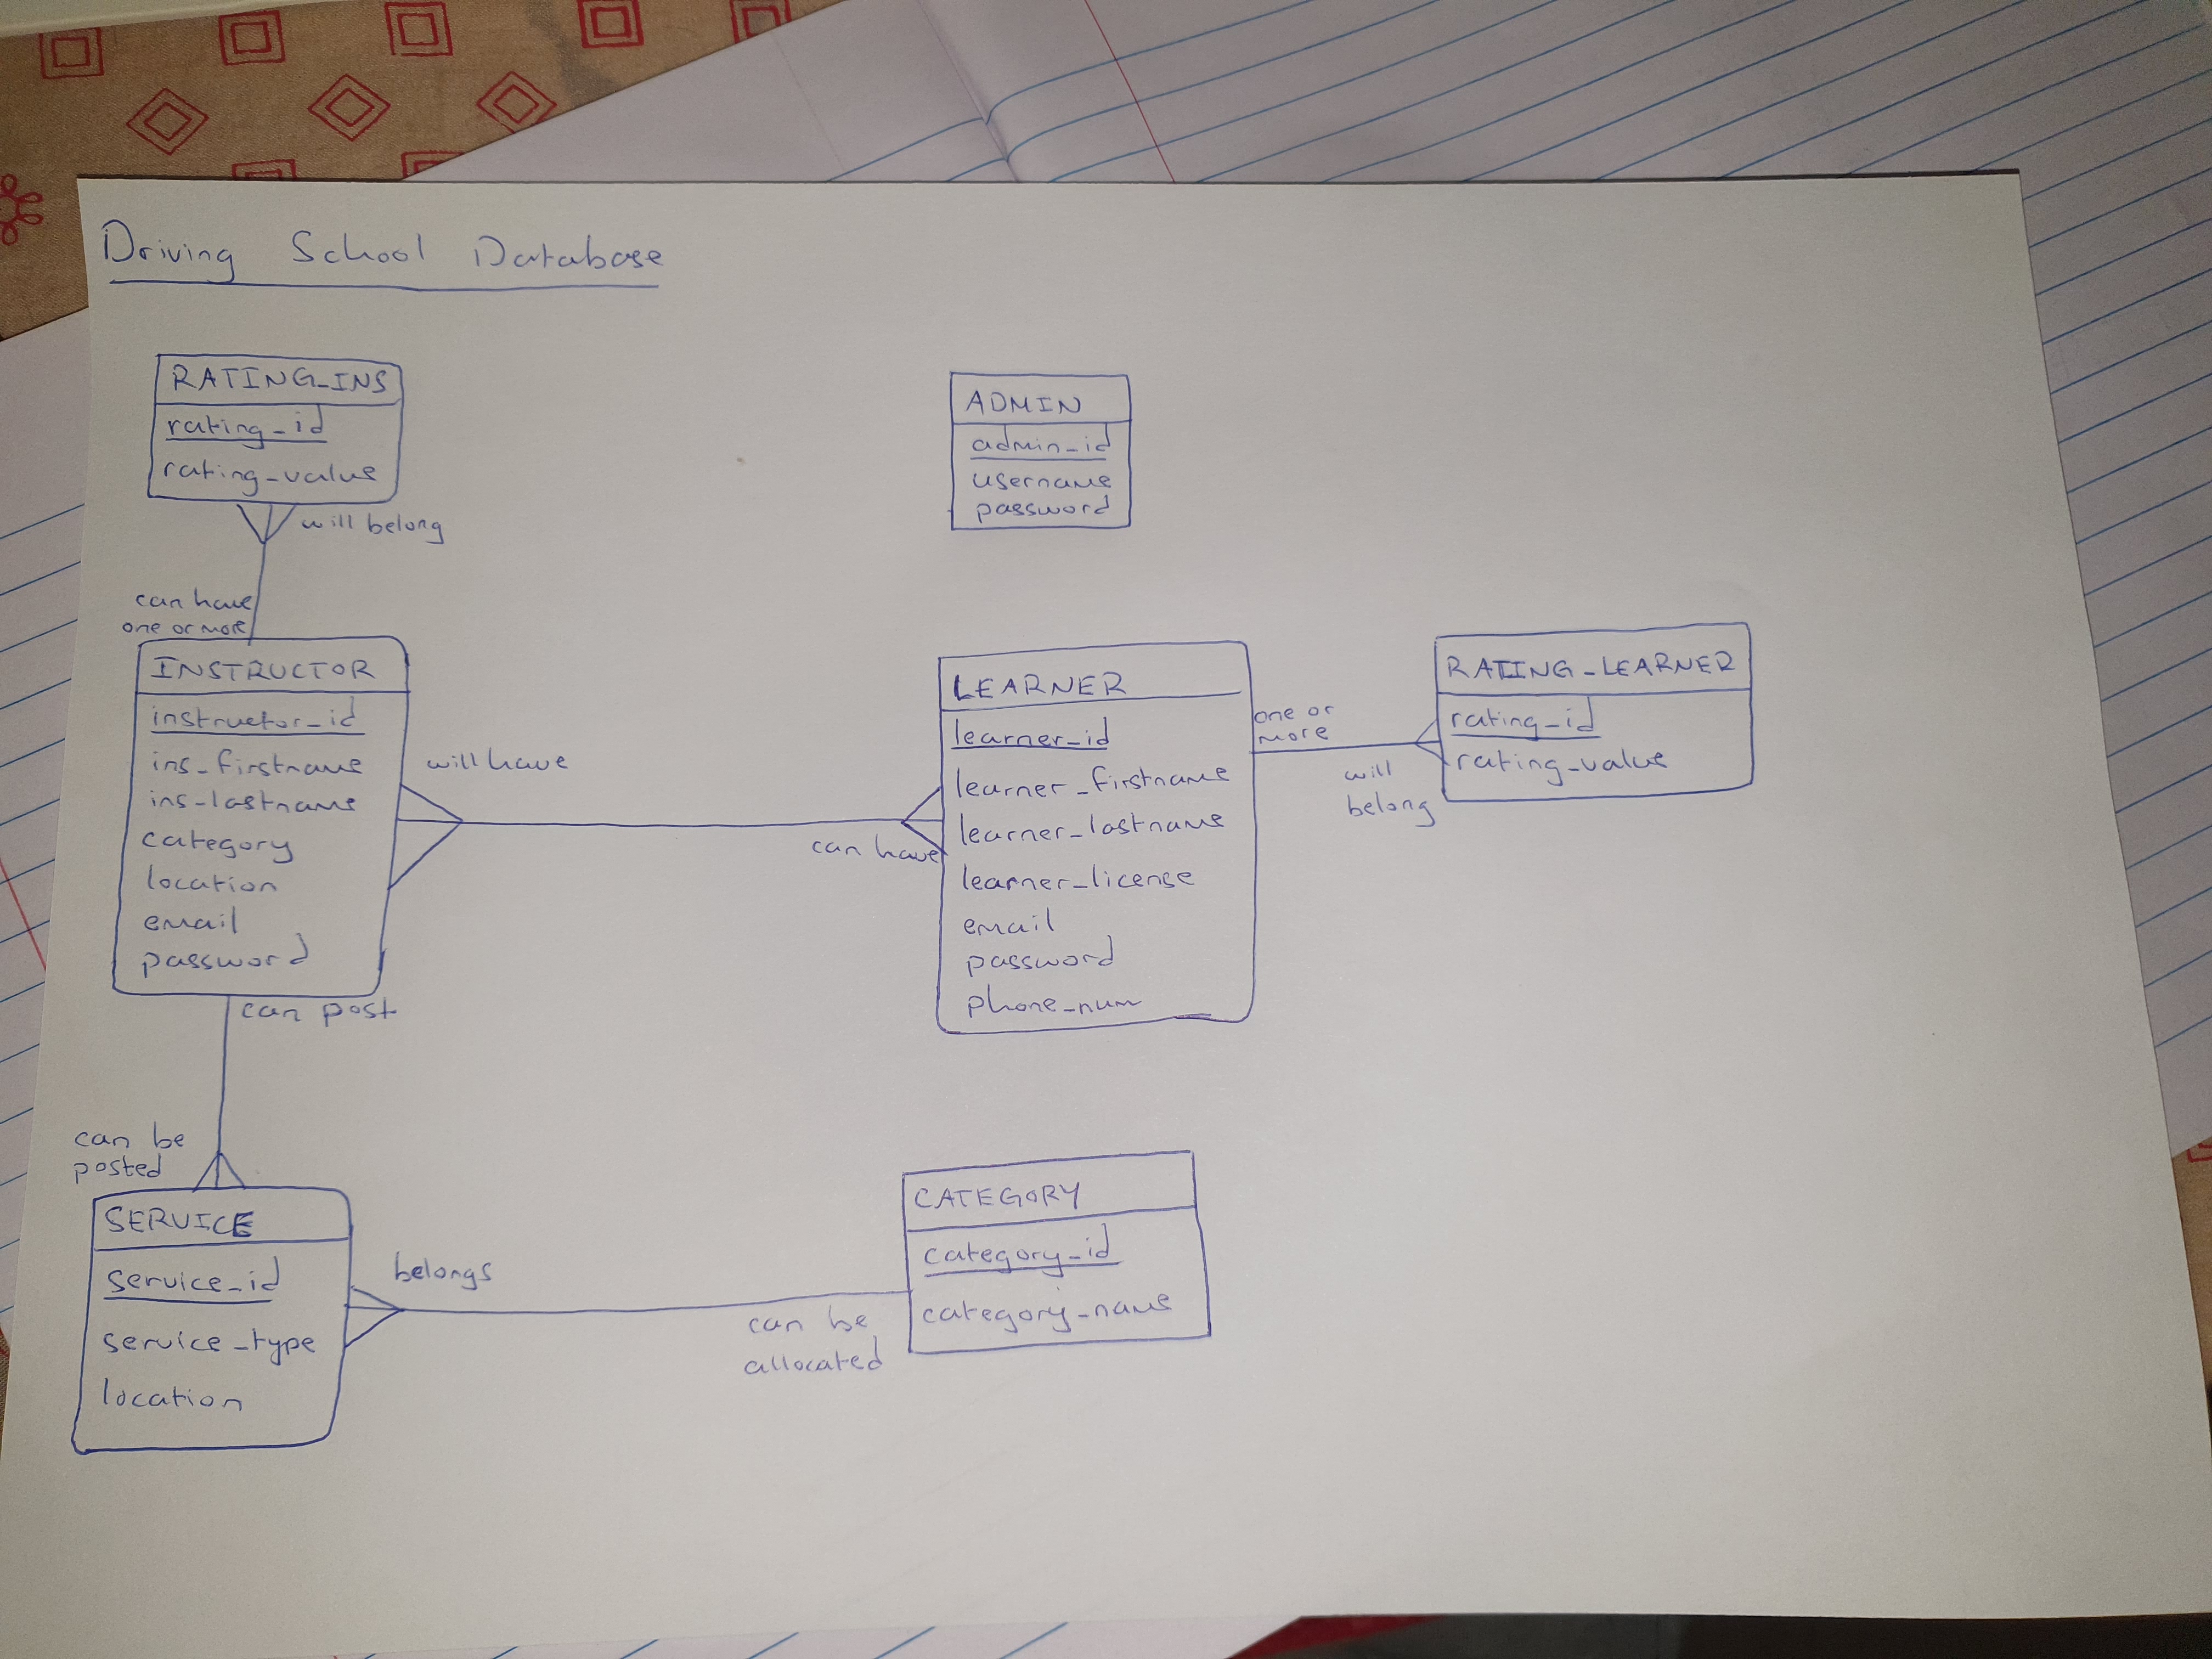 Driving School Database
RATING_INS
rating_id
rating_value
will belong
can have
one or more
INSTRUCTOR
instructor_id
ins_firstname
ins_lastname
category
location
email
password
will have
can have
ADMIN
admin_id
username
password
LEARNER
learner_id
learner_firstname
learner_lastname
learner_license
email
password
phone_num
one or
more
will
belong
RATING_LEARNER
rating_id
rating_value
can post
can be
posted
SERVICE
service_id
service_type
location
belongs
can be
allocated
CATEGORY
category_id
category_name